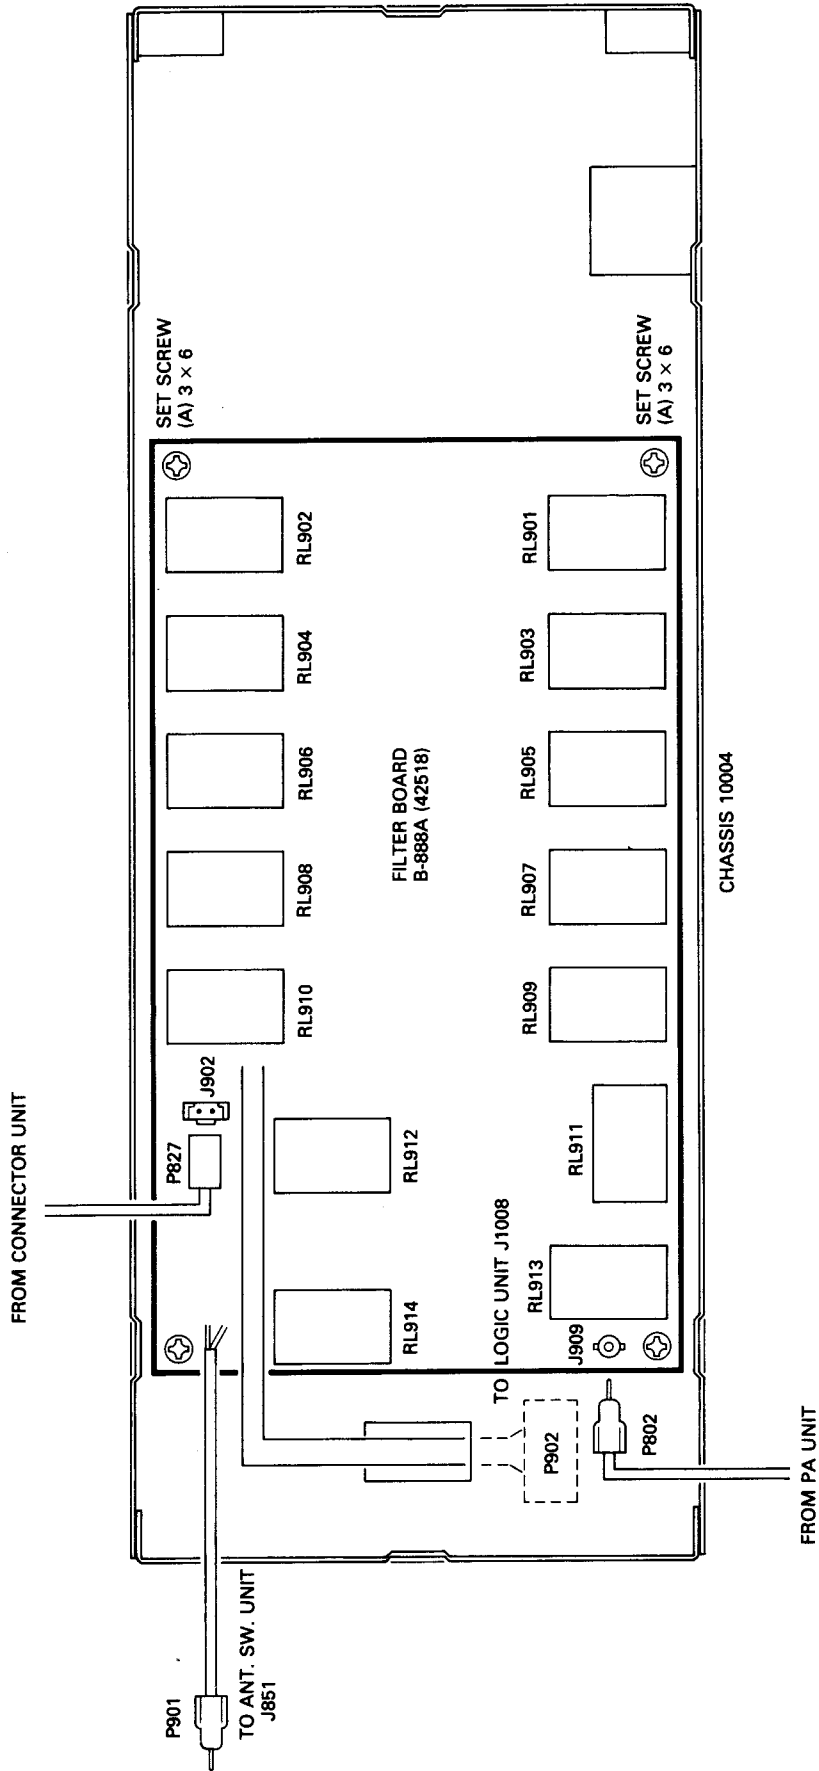 FROM CONNECTOR UNIT
P901
TO ANT. SW. UNIT
J851
P827
J902
RL910
RL908
RL906
RL904
RL902
SET SCREW
(A) 3 × 6
RL914
RL912
FILTER BOARD
B-888A (42518)
TO LOGIC UNIT J1008
P902
J909
RL913
RL911
RL909
RL907
RL905
RL903
RL901
SET SCREW
(A) 3 × 6
P802
FROM PA UNIT
CHASSIS 10004